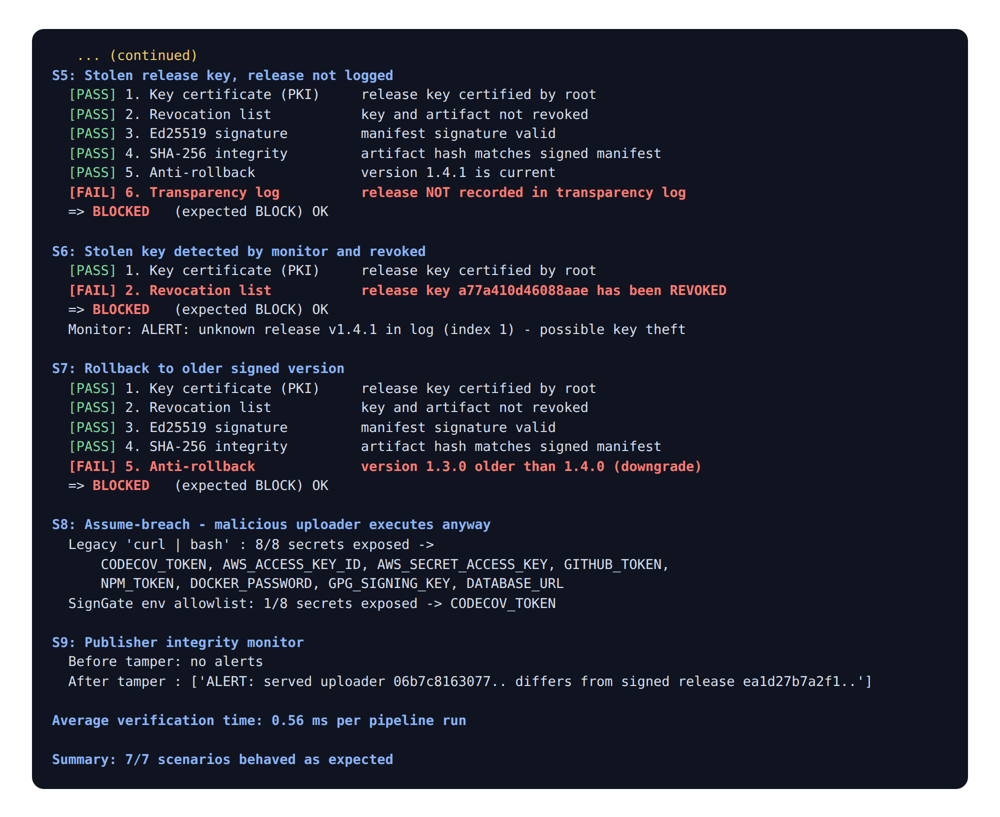 ... (continued)
S5: Stolen release key, release not logged
[PASS] 1. Key certificate (PKI)     release key certified by root
[PASS] 2. Revocation list           key and artifact not revoked
[PASS] 3. Ed25519 signature         manifest signature valid
[PASS] 4. SHA-256 integrity         artifact hash matches signed manifest
[PASS] 5. Anti-rollback             version 1.4.1 is current
[FAIL] 6. Transparency log          release NOT recorded in transparency log
=> BLOCKED   (expected BLOCK) OK
S6: Stolen key detected by monitor and revoked
[PASS] 1. Key certificate (PKI)     release key certified by root
[FAIL] 2. Revocation list           release key a77a410d46088aae has been REVOKED
=> BLOCKED   (expected BLOCK) OK
Monitor: ALERT: unknown release v1.4.1 in log (index 1) - possible key theft
S7: Rollback to older signed version
[PASS] 1. Key certificate (PKI)     release key certified by root
[PASS] 2. Revocation list           key and artifact not revoked
[PASS] 3. Ed25519 signature         manifest signature valid
[PASS] 4. SHA-256 integrity         artifact hash matches signed manifest
[FAIL] 5. Anti-rollback             version 1.3.0 older than 1.4.0 (downgrade)
=> BLOCKED   (expected BLOCK) OK
S8: Assume-breach - malicious uploader executes anyway
Legacy 'curl | bash' : 8/8 secrets exposed ->
CODECOV_TOKEN, AWS_ACCESS_KEY_ID, AWS_SECRET_ACCESS_KEY, GITHUB_TOKEN,
NPM_TOKEN, DOCKER_PASSWORD, GPG_SIGNING_KEY, DATABASE_URL
SignGate env allowlist: 1/8 secrets exposed -> CODECOV_TOKEN
S9: Publisher integrity monitor
Before tamper: no alerts
After tamper : ['ALERT: served uploader 06b7c8163077.. differs from signed release ea1d27b7a2f1..']
Average verification time: 0.56 ms per pipeline run
Summary: 7/7 scenarios behaved as expected